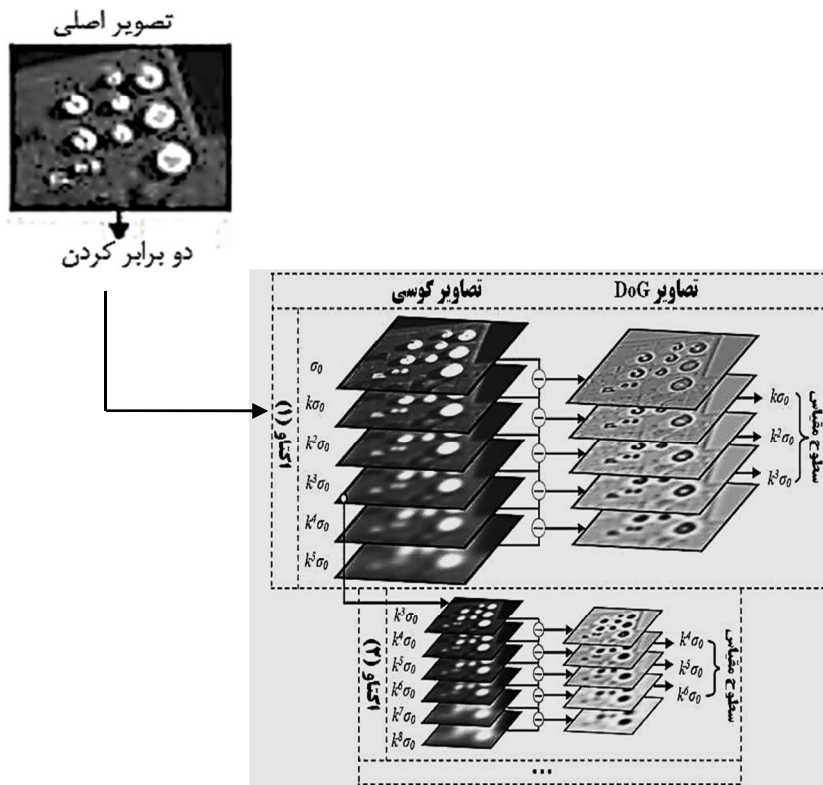 تصویر اصلی
دو برابر کردن
تصاویر گوسی
تصاویر DoG
اکتاو (۱)
σ₀
kσ₀
k²σ₀
k³σ₀
k⁴σ₀
k⁵σ₀
kσ₀
k²σ₀
k³σ₀
سطوح مقیاس
اکتاو (۲)
k³σ₀
k⁴σ₀
k⁵σ₀
k⁶σ₀
k⁷σ₀
k⁸σ₀
k⁴σ₀
k⁵σ₀
k⁶σ₀
سطوح مقیاس
...